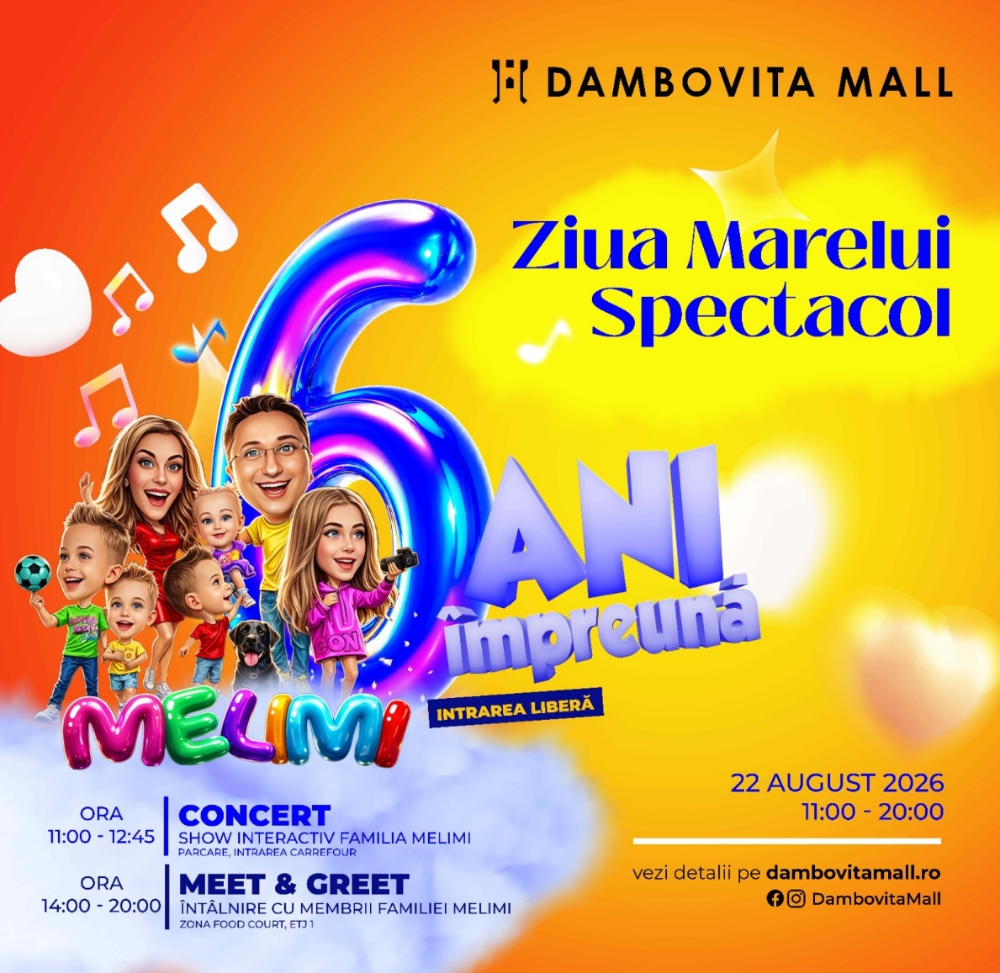 DAMBOVITA MALL
Ziua Marelui
Spectacol
6
ANI
împreună
INTRAREA LIBERĂ
MELIMI
ORA
11:00 - 12:45
CONCERT
SHOW INTERACTIV FAMILIA MELIMI
PARCARE, INTRAREA CARREFOUR
ORA
14:00 - 20:00
MEET & GREET
ÎNTÂLNIRE CU MEMBRII FAMILIEI MELIMI
ZONA FOOD COURT, ETJ 1
22 AUGUST 2026
11:00 - 20:00
vezi detalii pe dambovitamall.ro
DambovitaMall